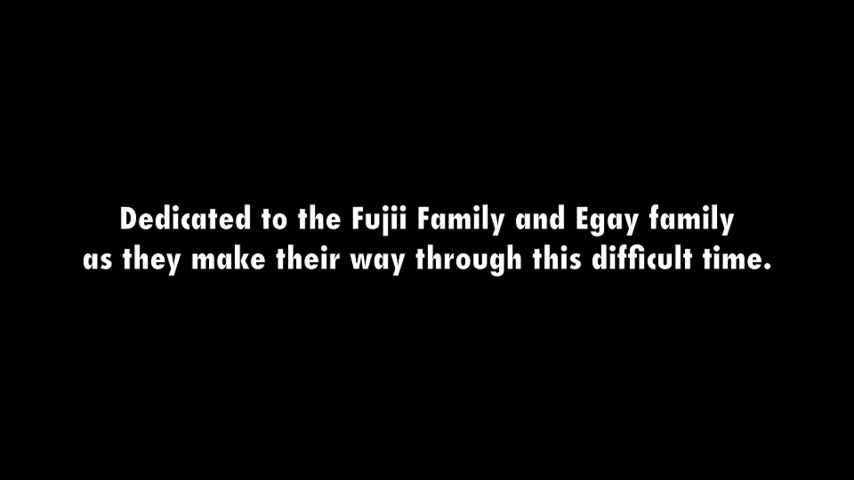 Dedicated to the Fujii Family and Egay family
as they make their way through this difficult time.